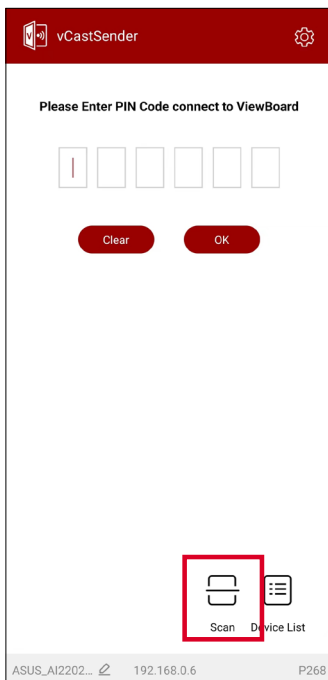 vCastSender
Please Enter PIN Code connect to ViewBoard
Clear OK
Scan Device List
ASUS_AI2202... 192.168.0.6 P268